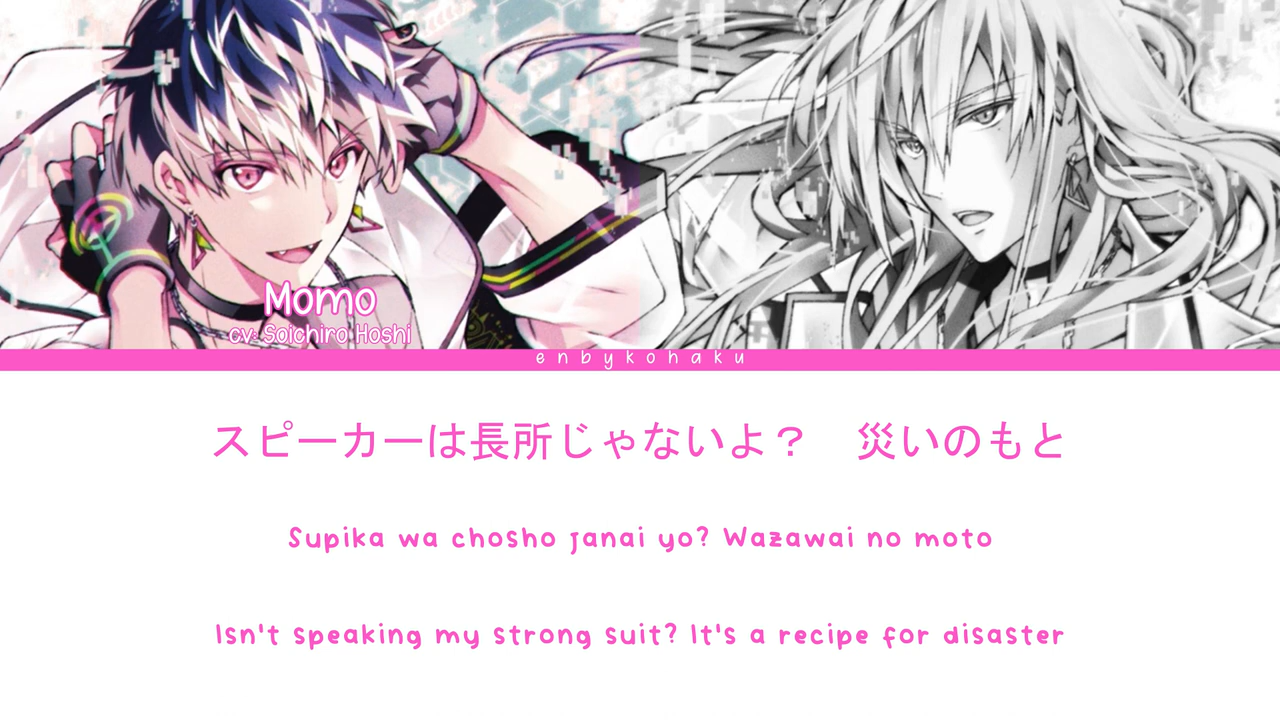 Momo
cv: Soichiro Hoshi
enbykohaku
スピーカーは長所じゃないよ？　災いのもと
Supika wa chosho janai yo? Wazawai no moto
Isn't speaking my strong suit? It's a recipe for disaster